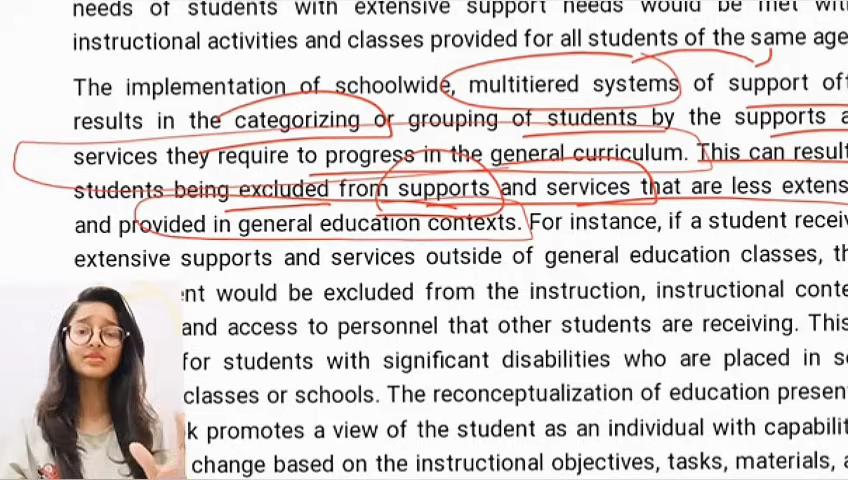 needs of students with extensive support needs would be met with
instructional activities and classes provided for all students of the same age
The implementation of schoolwide, multitiered systems of support oft
results in the categorizing or grouping of students by the supports a
services they require to progress in the general curriculum. This can result
students being excluded from supports and services that are less extens
and provided in general education contexts. For instance, if a student receiv
extensive supports and services outside of general education classes, th
nt would be excluded from the instruction, instructional conte
and access to personnel that other students are receiving. This
for students with significant disabilities who are placed in se
classes or schools. The reconceptualization of education present
k promotes a view of the student as an individual with capabilit
change based on the instructional objectives, tasks, materials, a